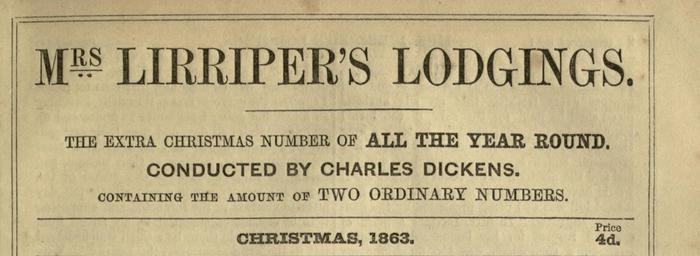 MRS LIRRIPER'S LODGINGS.
THE EXTRA CHRISTMAS NUMBER OF ALL THE YEAR ROUND.
CONDUCTED BY CHARLES DICKENS.
CONTAINING THE AMOUNT OF TWO ORDINARY NUMBERS.
CHRISTMAS, 1863.
Price
4d.